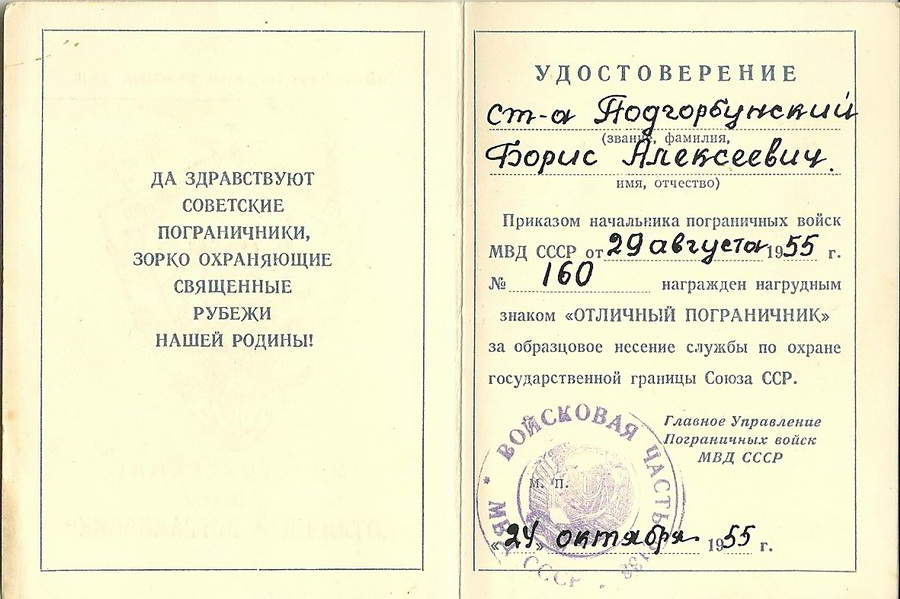 ДА ЗДРАВСТВУЮТ
СОВЕТСКИЕ
ПОГРАНИЧНИКИ,
ЗОРКО ОХРАНЯЮЩИЕ
СВЯЩЕННЫЕ
РУБЕЖИ
НАШЕЙ РОДИНЫ!
УДОСТОВЕРЕНИЕ
ст-а Подгорбунский
(звание, фамилия,
Борис Алексеевич.
имя, отчество)
Приказом начальника пограничных войск
МВД СССР от 29 августа 1955 г.
№ 160 награжден нагрудным
знаком «ОТЛИЧНЫЙ ПОГРАНИЧНИК»
за образцовое несение службы по охране
государственной границы Союза ССР.
Главное Управление
Пограничных войск
МВД СССР
ВОЙСКОВАЯ ЧАСТЬ
МВД СССР
М. П.
«24» октября 1955 г.